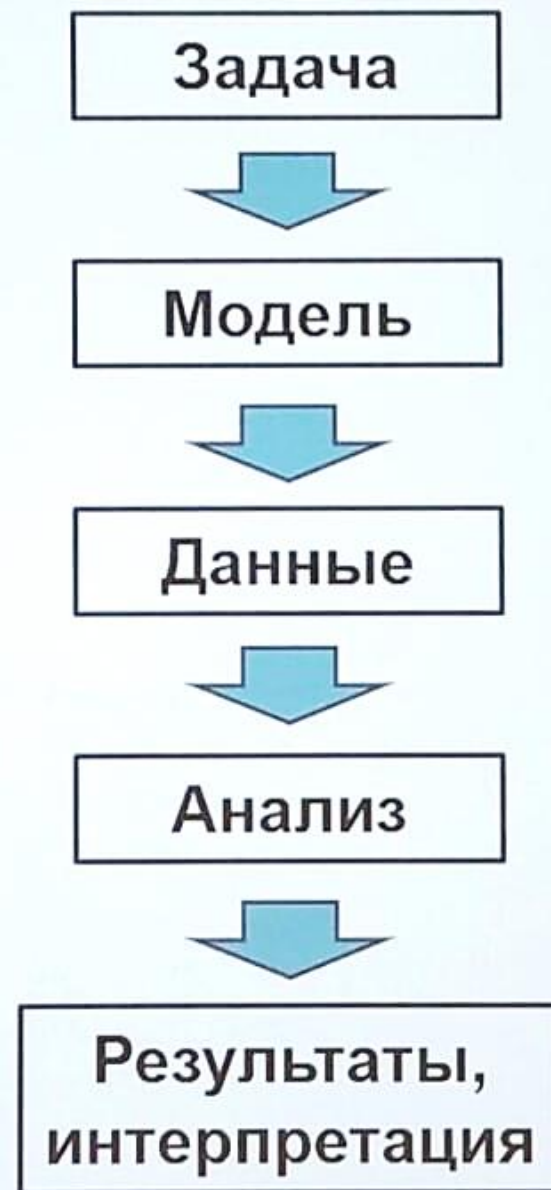 Задача
Модель
Данные
Анализ
Результаты,
интерпретация